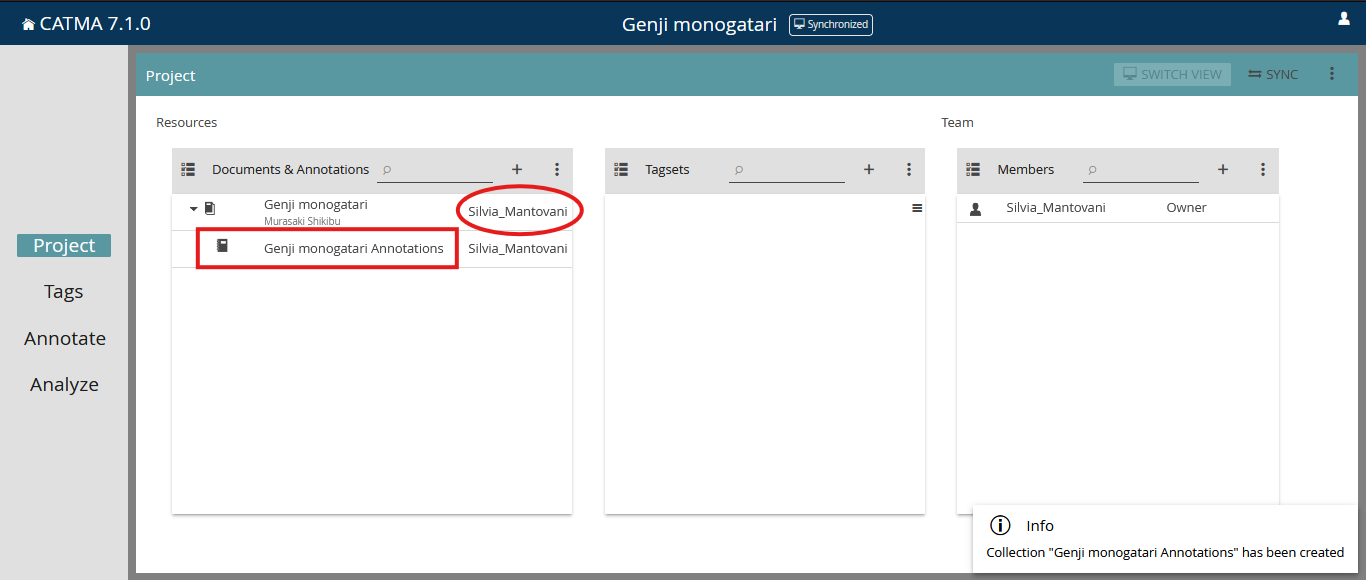 CATMA 7.1.0
Genji monogatari Synchronized
Project
Tags
Annotate
Analyze
Project SWITCH VIEW SYNC
Resources Team
Documents & Annotations
Genji monogatari
Murasaki Shikibu
Silvia_Mantovani
Genji monogatari Annotations Silvia_Mantovani
Tagsets
Members
Silvia_Mantovani Owner
Info
Collection "Genji monogatari Annotations" has been created